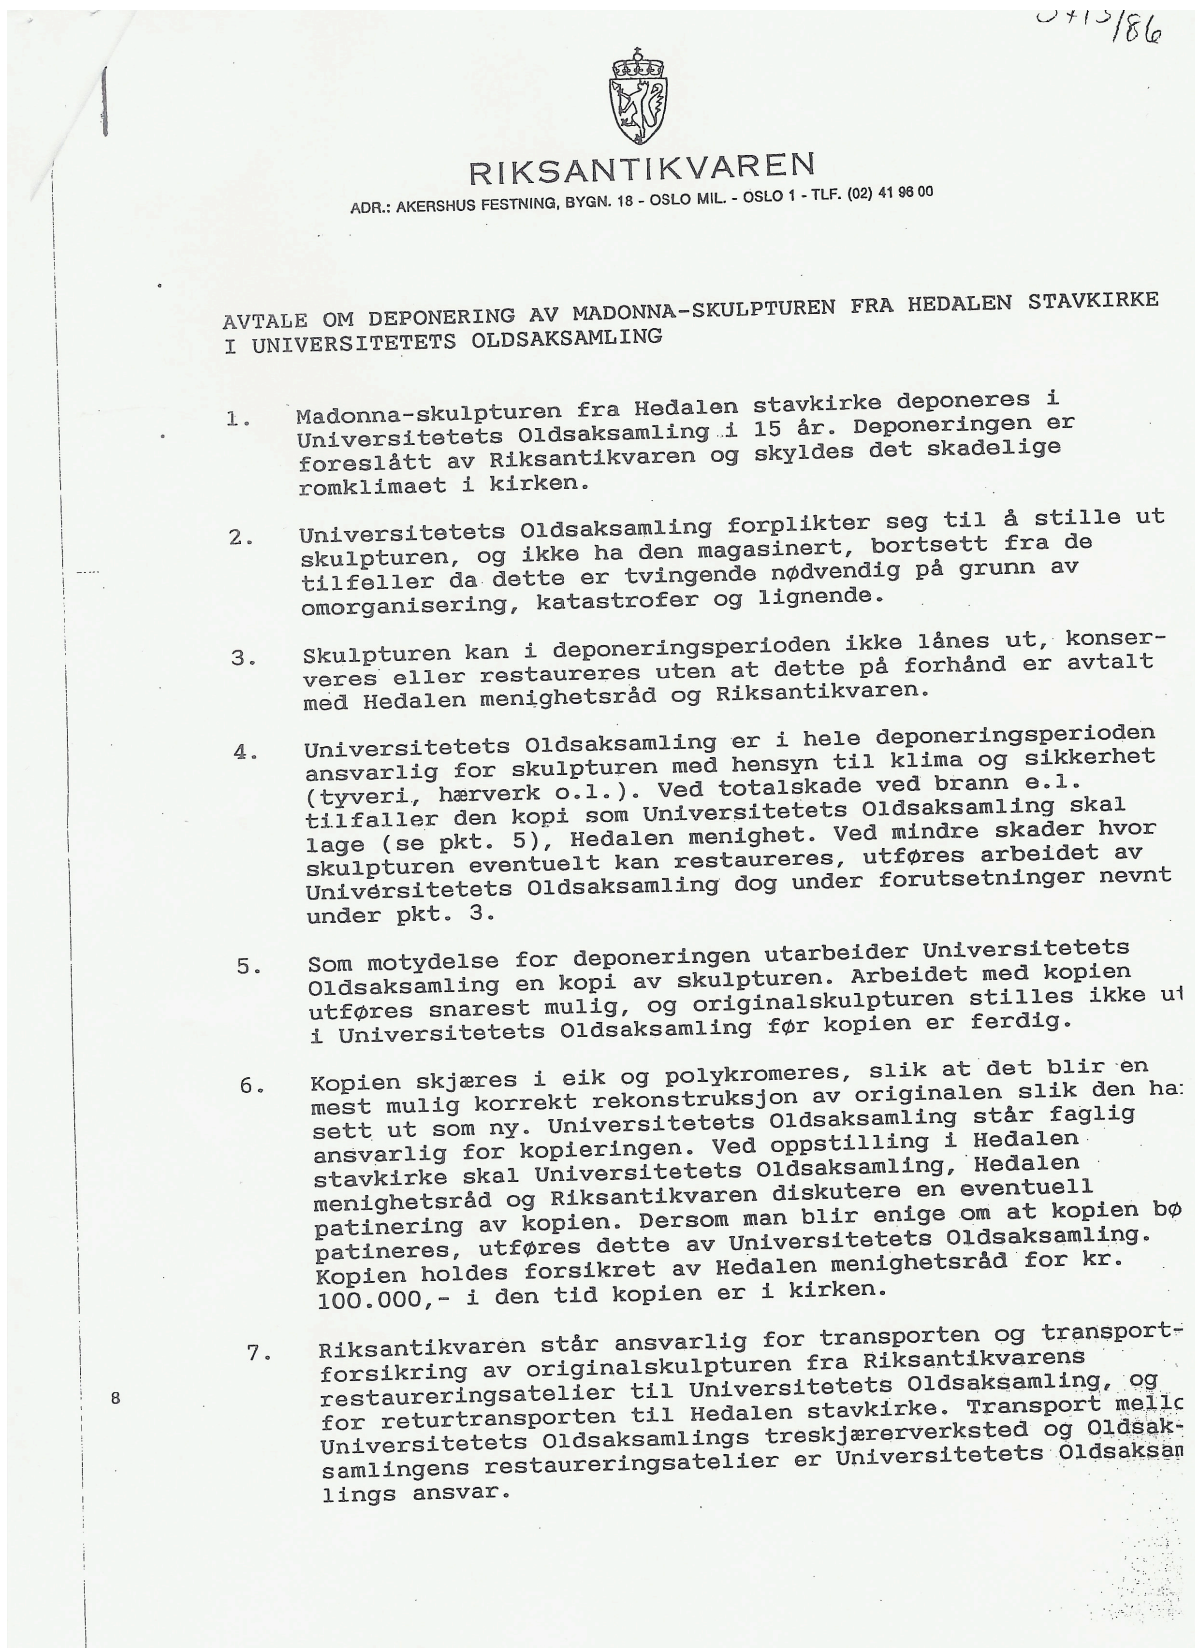 /86
RIKSANTIKVAREN
ADR.: AKERSHUS FESTNING, BYGN. 18 - OSLO MIL. - OSLO 1 - TLF. (02) 41 96 00
AVTALE OM DEPONERING AV MADONNA-SKULPTUREN FRA HEDALEN STAVKIRKE
I UNIVERSITETETS OLDSAKSAMLING
1. Madonna-skulpturen fra Hedalen stavkirke deponeres i
Universitetets Oldsaksamling i 15 år. Deponeringen er
foreslått av Riksantikvaren og skyldes det skadelige
romklimaet i kirken.
2. Universitetets Oldsaksamling forplikter seg til å stille ut
skulpturen, og ikke ha den magasinert, bortsett fra de
tilfeller da dette er tvingende nødvendig på grunn av
omorganisering, katastrofer og lignende.
3. Skulpturen kan i deponeringsperioden ikke lånes ut, konser-
veres eller restaureres uten at dette på forhånd er avtalt
med Hedalen menighetsråd og Riksantikvaren.
4. Universitetets Oldsaksamling er i hele deponeringsperioden
ansvarlig for skulpturen med hensyn til klima og sikkerhet
(tyveri, hærverk o.l.). Ved totalskade ved brann e.l.
tilfaller den kopi som Universitetets Oldsaksamling skal
lage (se pkt. 5), Hedalen menighet. Ved mindre skader hvor
skulpturen eventuelt kan restaureres, utføres arbeidet av
Universitetets Oldsaksamling dog under forutsetninger nevnt
under pkt. 3.
5. Som motydelse for deponeringen utarbeider Universitetets
Oldsaksamling en kopi av skulpturen. Arbeidet med kopien
utføres snarest mulig, og originalskulpturen stilles ikke ut
i Universitetets Oldsaksamling før kopien er ferdig.
6. Kopien skjæres i eik og polykromeres, slik at det blir en
mest mulig korrekt rekonstruksjon av originalen slik den ha
sett ut som ny. Universitetets Oldsaksamling står faglig
ansvarlig for kopieringen. Ved oppstilling i Hedalen
stavkirke skal Universitetets Oldsaksamling, Hedalen
menighetsråd og Riksantikvaren diskutere en eventuell
patinering av kopien. Dersom man blir enige om at kopien bø
patineres, utføres dette av Universitetets Oldsaksamling.
Kopien holdes forsikret av Hedalen menighetsråd for kr.
100.000,- i den tid kopien er i kirken.
7. Riksantikvaren står ansvarlig for transporten og transport-
forsikring av originalskulpturen fra Riksantikvarens
restaureringsatelier til Universitetets Oldsaksamling, og
8
for returtransporten til Hedalen stavkirke. Transport mello
Universitetets Oldsaksamlings treskjærerverksted og Oldsak-
samlingens restaureringsatelier er Universitetets Oldsaksam
lings ansvar.